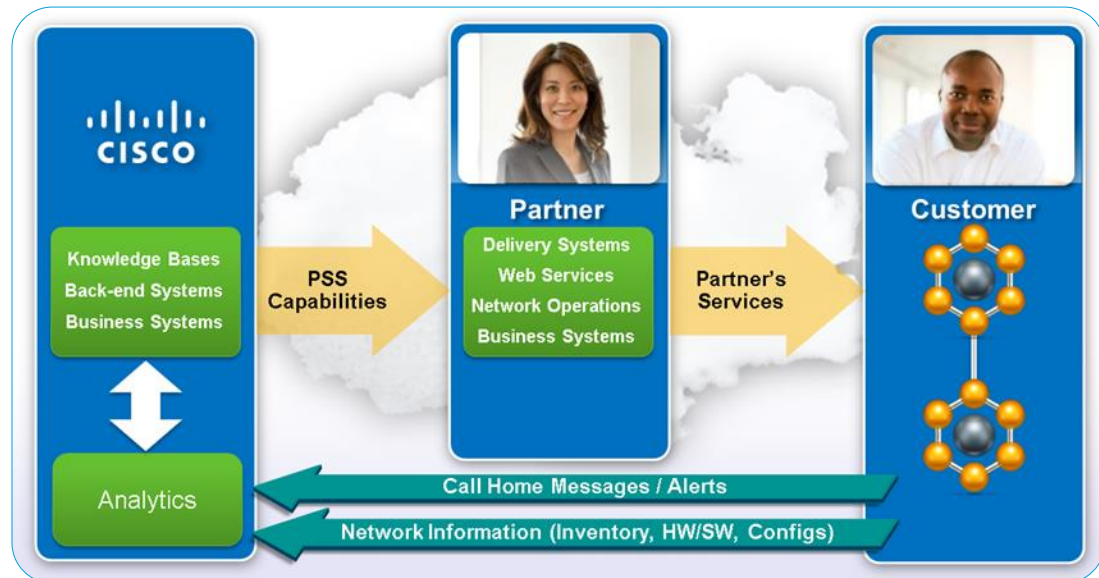 CISCO
Knowledge Bases
Back-end Systems
Business Systems
Analytics
PSS
Capabilities
Partner
Delivery Systems
Web Services
Network Operations
Business Systems
Partner's
Services
Customer
Call Home Messages / Alerts
Network Information (Inventory, HW/SW, Configs)